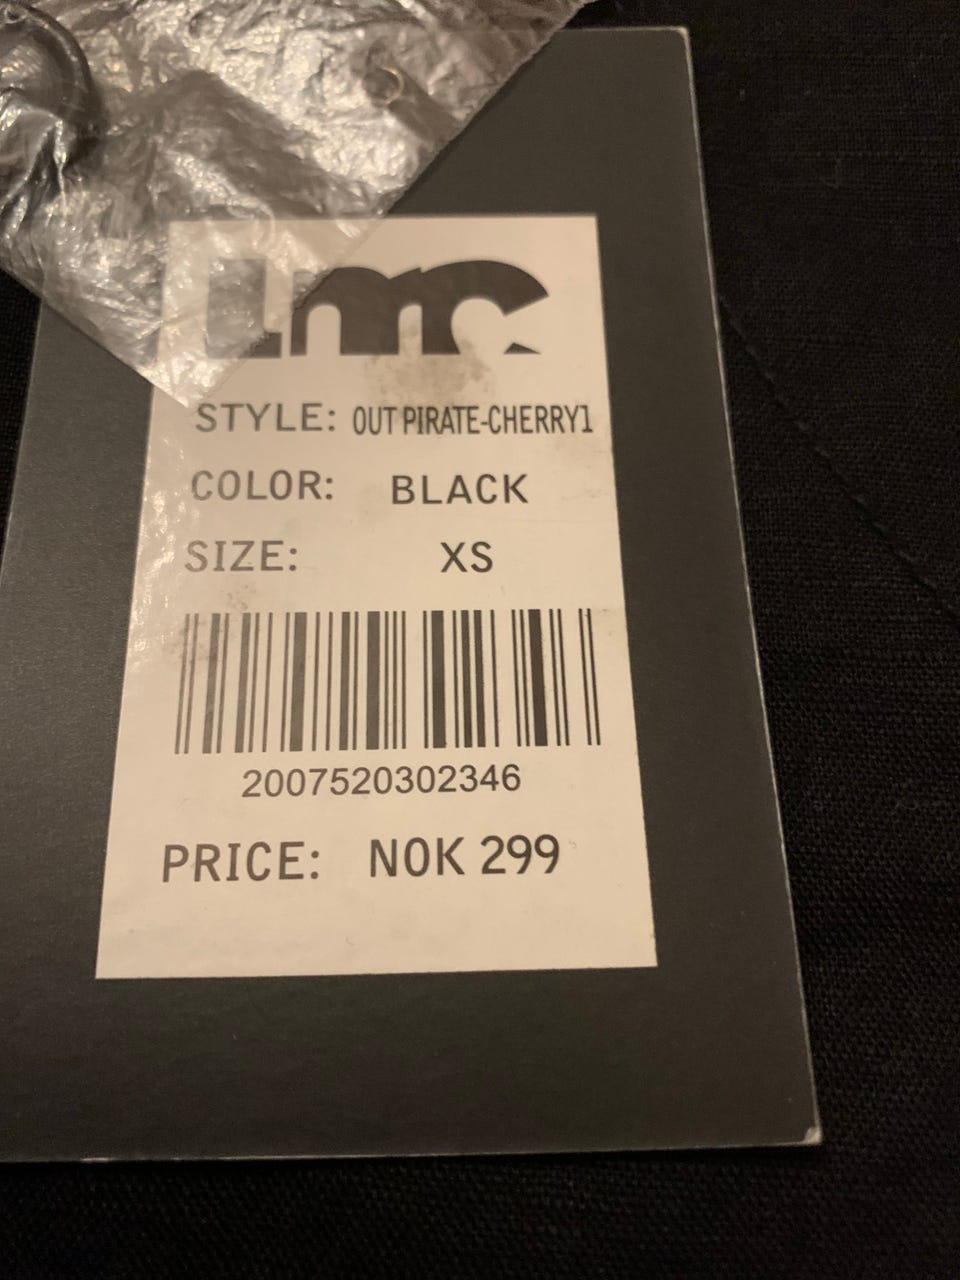 Lmc
STYLE: OUT PIRATE-CHERRY1
COLOR: BLACK
SIZE: XS
2007520302346
PRICE: NOK 299